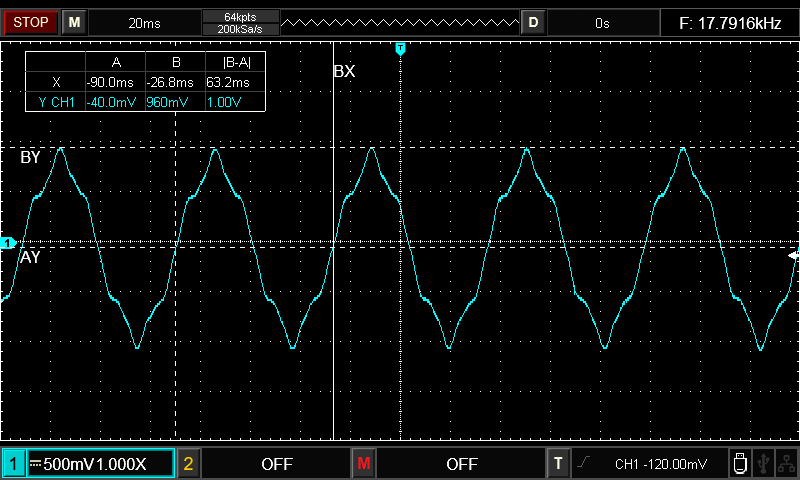 STOP M 20ms 64kpts D 0s F: 17.7916kHz
200kSa/s
T
A B |B-A|
X -90.0ms -26.8ms 63.2ms
Y CH1 -40.0mV 960mV 1.00V
BX
BY
1
AY
1 500mV 1.000X 2 OFF M OFF T CH1 -120.00mV